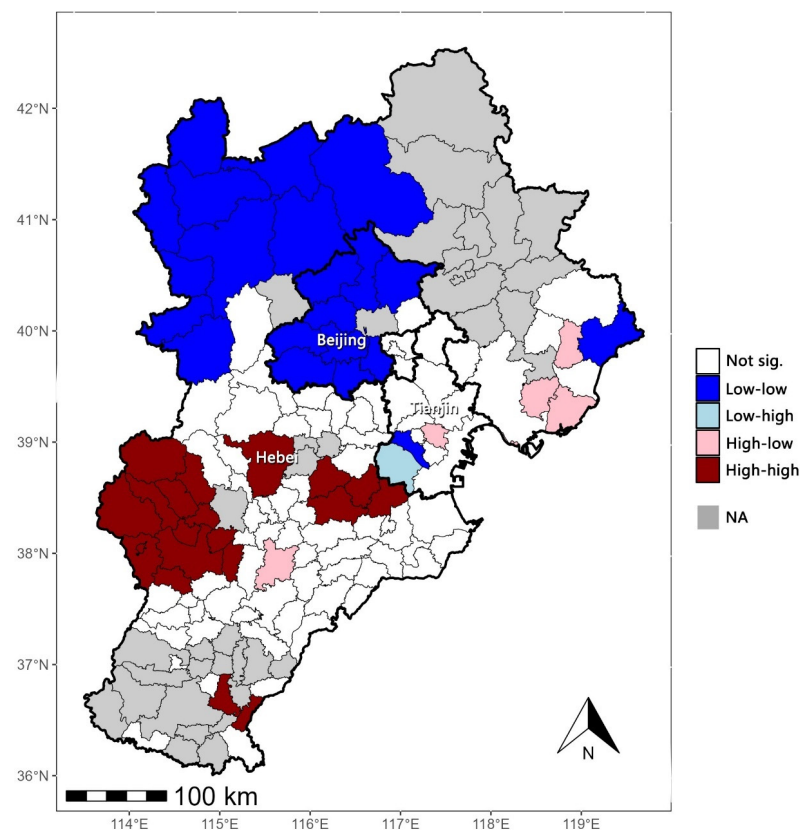 42°N
41°N
40°N
39°N
38°N
37°N
36°N
Beijing
Tianjin
Hebei
Not sig.
Low-low
Low-high
High-low
High-high
NA
N
100 km
114°E 115°E 116°E 117°E 118°E 119°E